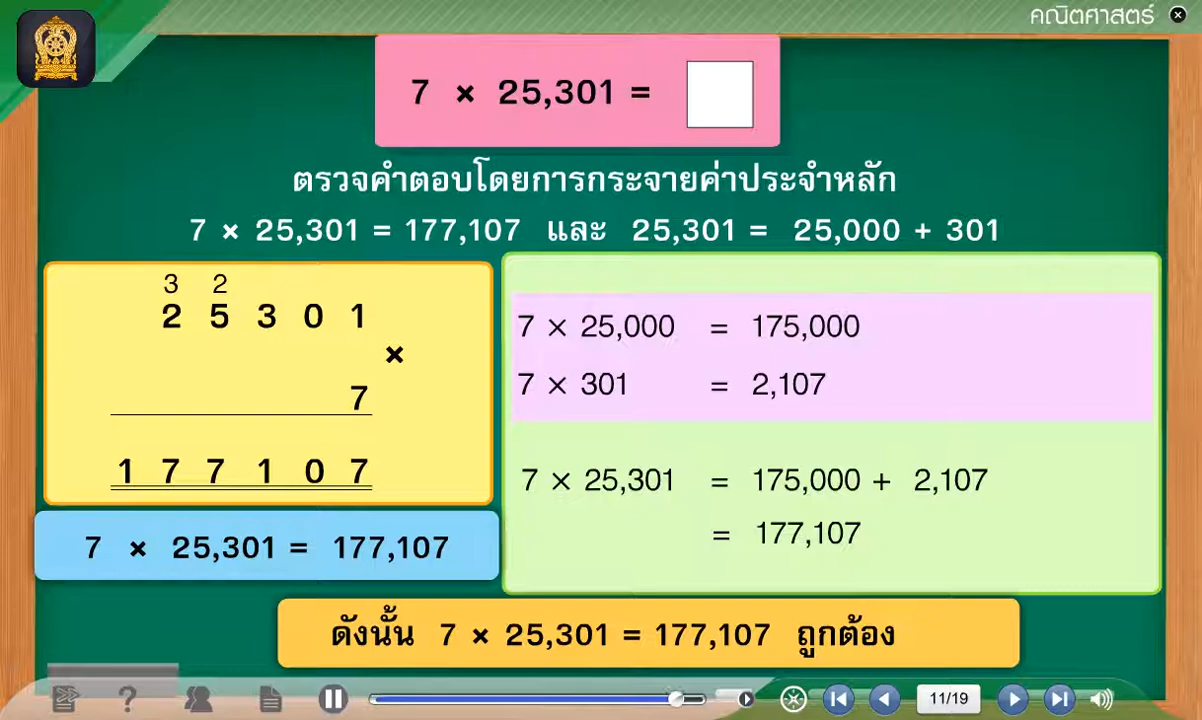 คณิตศาสตร์
7 × 25,301 =
ตรวจคำตอบโดยการกระจายค่าประจำหลัก
7 × 25,301 = 177,107 และ 25,301 = 25,000 + 301
3 2
2 5 3 0 1
×
7
1 7 7 1 0 7
7 × 25,301 = 177,107
7 × 25,000 = 175,000
7 × 301 = 2,107
7 × 25,301 = 175,000 + 2,107
= 177,107
ดังนั้น 7 × 25,301 = 177,107 ถูกต้อง
11/19